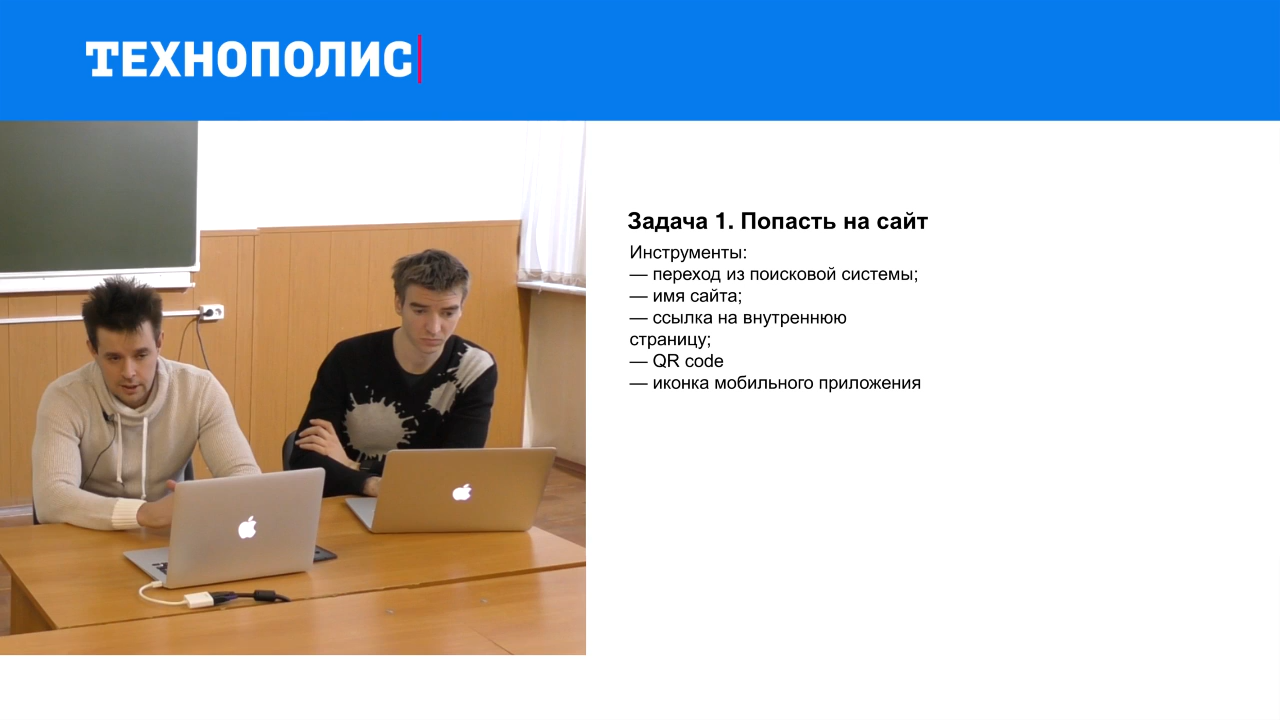 ТЕХНОПОЛИС
Задача 1. Попасть на сайт
Инструменты:
— переход из поисковой системы;
— имя сайта;
— ссылка на внутреннюю
страницу;
— QR code
— иконка мобильного приложения